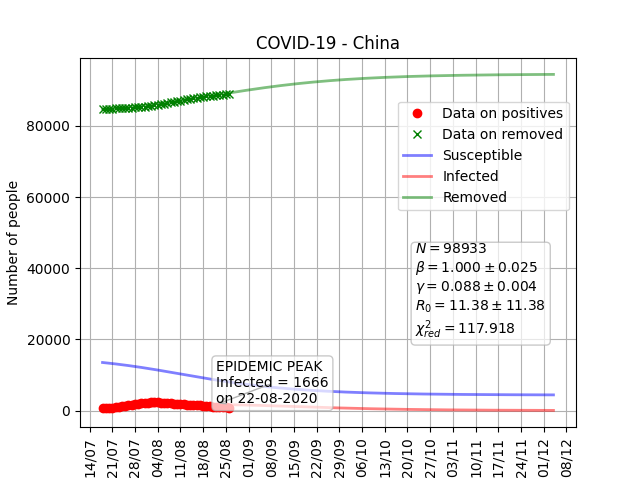 COVID-19 - China
Number of people
80000
60000
40000
20000
0
Data on positives
Data on removed
Susceptible
Infected
Removed
N = 98933
β = 1.000 ± 0.025
γ = 0.088 ± 0.004
R₀ = 11.38 ± 11.38
χ²_red = 117.918
EPIDEMIC PEAK
Infected = 1666
on 22-08-2020
14/07 21/07 28/07 04/08 11/08 18/08 25/08 01/09 08/09 15/09 22/09 29/09 06/10 13/10 20/10 27/10 03/11 10/11 17/11 24/11 01/12 08/12